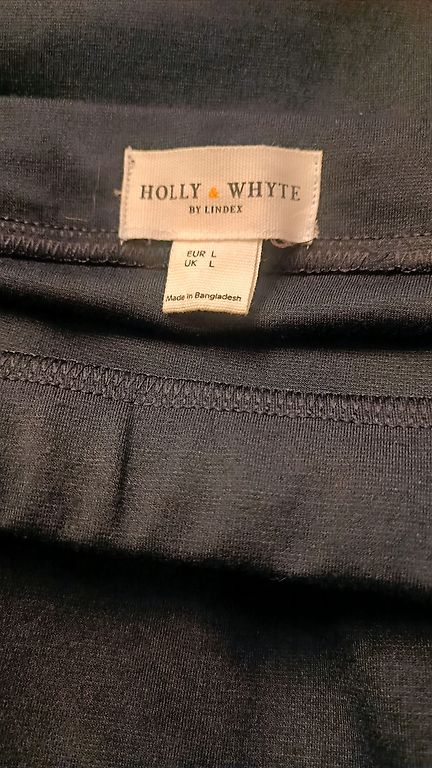 HOLLY & WHYTE
BY LINDEX
EUR L
UK L
Made in Bangladesh